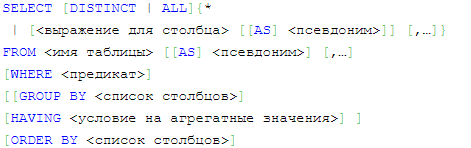 SELECT [DISTINCT | ALL]{*
| [<выражение для столбца> [[AS] <псевдоним>]] [,…]}
FROM <имя таблицы> [[AS] <псевдоним>] [,…]
[WHERE <предикат>]
[[GROUP BY <список столбцов>]
[HAVING <условие на агрегатные значения>] ]
[ORDER BY <список столбцов>]